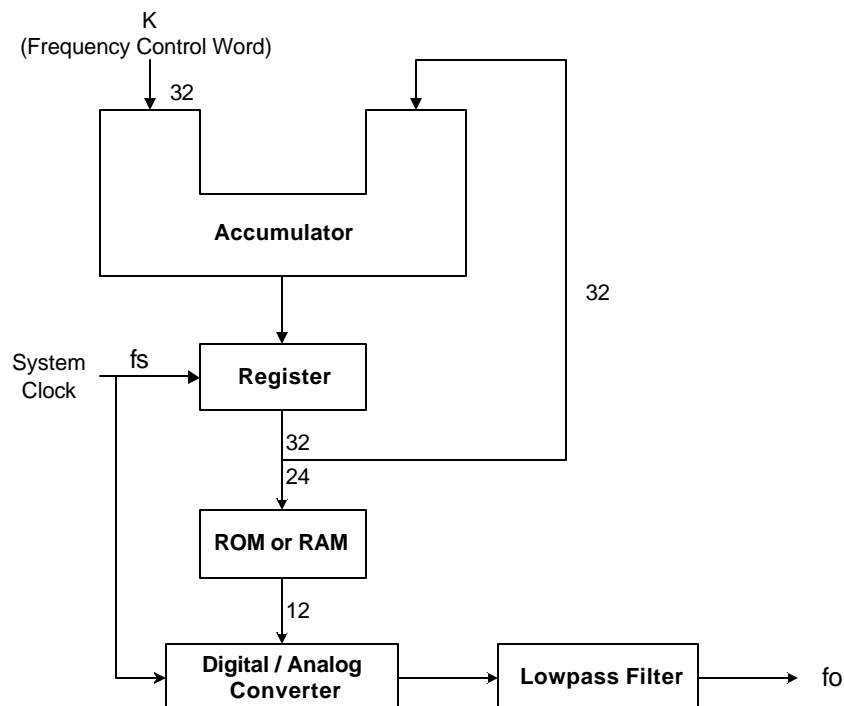 K
(Frequency Control Word)
32
Accumulator
32
System
Clock
fs
Register
32
24
ROM or RAM
12
Digital / Analog
Converter
Lowpass Filter
fo